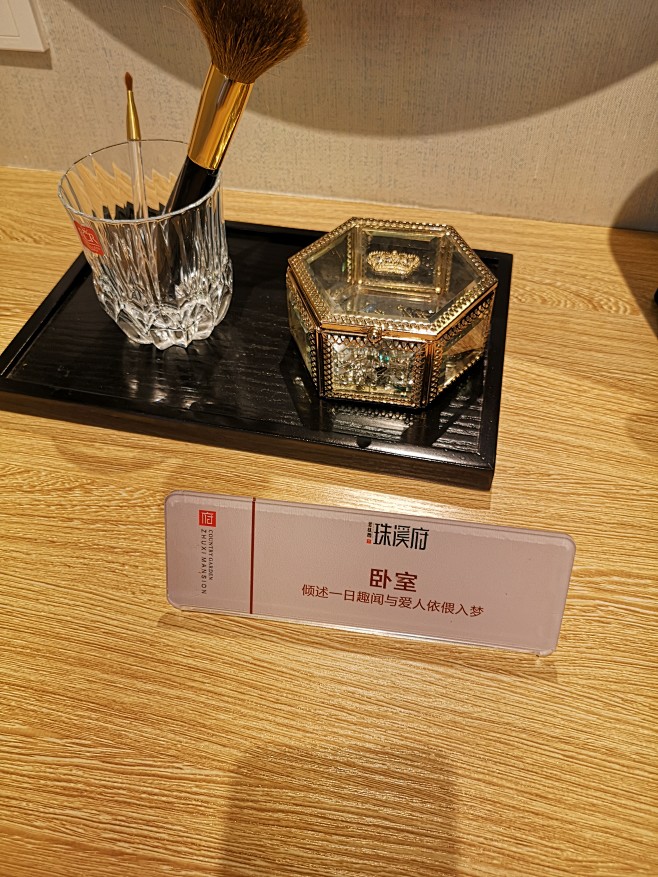 府
COUNTRY GARDEN
ZHUXI MANSION
珠溪府
卧室
倾述一日趣闻与爱人依偎入梦